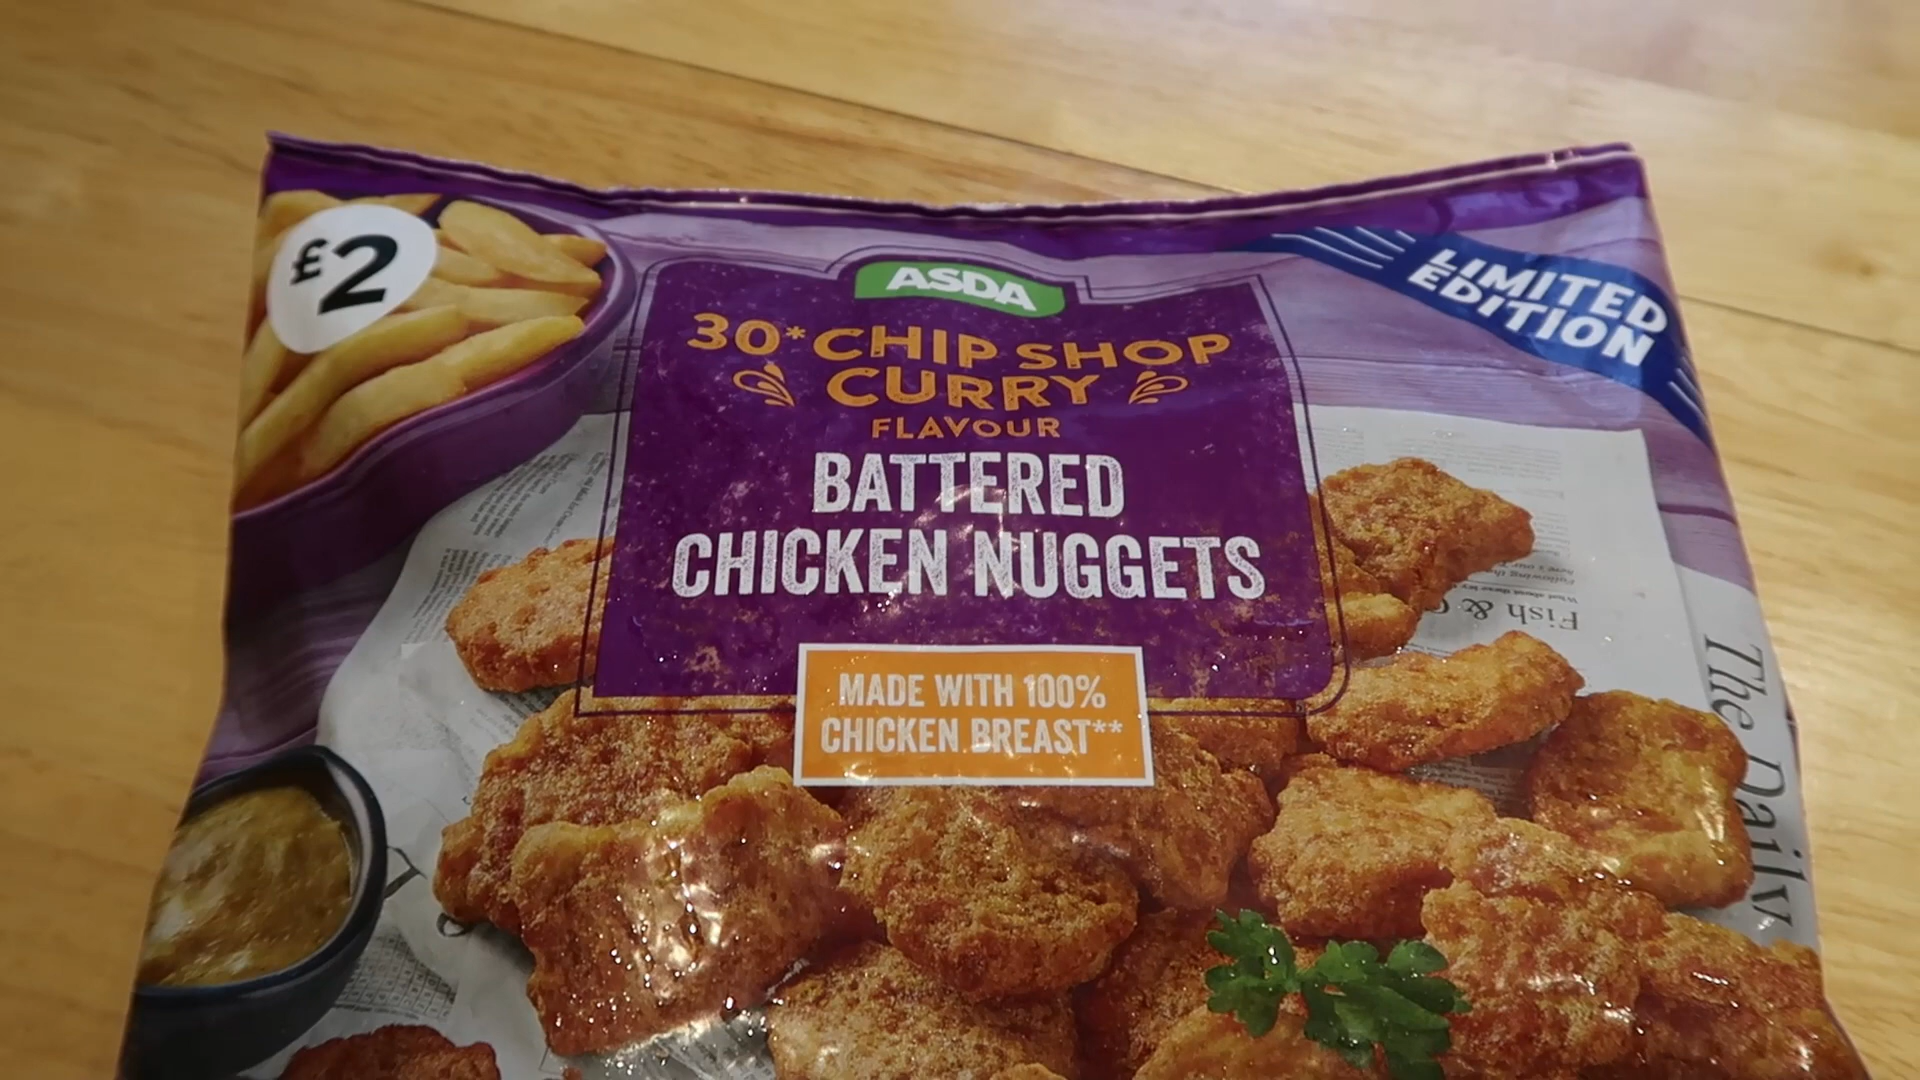 £2
ASDA
LIMITED
EDITION
30* CHIP SHOP
CURRY
FLAVOUR
BATTERED
CHICKEN NUGGETS
MADE WITH 100%
CHICKEN BREAST**
Fish &
The Daily